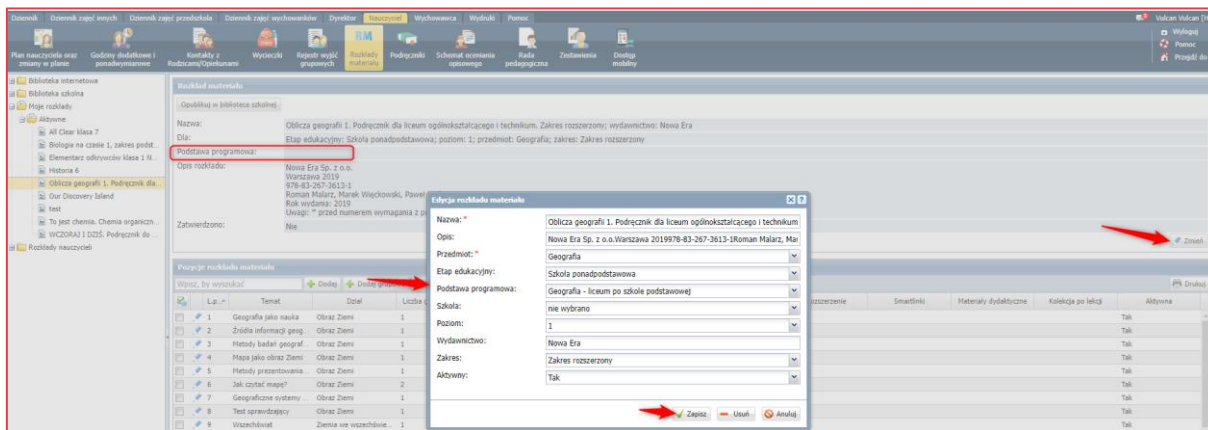 Dziennik Dziennik zajęć innych Dziennik zajęć przedszkola Dziennik zajęć wychowanków Dyrektor Nauczyciel Wychowawca Wydruki Pomoc
Vulcan Vulcan
Wyloguj
Pomoc
Przejdź do
Plan nauczyciela oraz zmiany w planie
Godziny dodatkowe i ponadwymiarowe
Kontakty z Rodzicami/Opiekunami
Wycieczki
Rejestr wyjść grupowych
RM
Rozkłady materiału
Podręczniki
Schemat oceniania opisowego
Rada pedagogiczna
Zestawienia
Dostęp mobilny
Biblioteka internetowa
Biblioteka szkolna
Moje rozkłady
Aktywne
All Clear klasa 7
Biologia na czasie 1, zakres podst...
Elementarz odkrywców klasa 1 N...
Historia 6
Oblicza geografii 1. Podręcznik dla...
Our Discovery Island
test
To jest chemia. Chemia organiczn...
WCZORAJ I DZIŚ. Podręcznik do ...
Rozkłady nauczycieli
Rozkład materiału
Opublikuj w bibliotece szkolnej
Nazwa: Oblicza geografii 1. Podręcznik dla liceum ogólnokształcącego i technikum. Zakres rozszerzony; wydawnictwo: Nowa Era
Dla: Etap edukacyjny: Szkoła ponadpodstawowa; poziom: 1; przedmiot: Geografia; zakres: Zakres rozszerzony
Podstawa programowa:
Opis rozkładu: Nowa Era Sp. z o.o.
Warszawa 2019
978-83-267-3613-1
Roman Malarz, Marek Więckowski, Paweł
Rok wydania: 2019
Uwagi: * przed numerem wymagania z p
Zatwierdzono: Nie
Zmień
Edycja rozkładu materiału
Nazwa: * Oblicza geografii 1. Podręcznik dla liceum ogólnokształcącego i technikum
Opis: Nowa Era Sp. z o.o.Warszawa 2019978-83-267-3613-1Roman Malarz, Mar
Przedmiot: * Geografia
Etap edukacyjny: Szkoła ponadpodstawowa
Podstawa programowa: Geografia - liceum po szkole podstawowej
Szkoła: nie wybrano
Poziom: 1
Wydawnictwo: Nowa Era
Zakres: Zakres rozszerzony
Aktywny: Tak
Zapisz Usuń Anuluj
Pozycje rozkładu materiału
Wpisz, by wyszukać Dodaj Dodaj grup Drukuj
L.p. Temat Dział Liczba ozszerzenie Smartlinki Materiały dydaktyczne Kolekcja po lekcji Aktywna
1 Geografia jako nauka Obraz Ziemi 1 Tak
2 Źródła informacji geog... Obraz Ziemi 1 Tak
3 Metody badań geograf... Obraz Ziemi 1 Tak
4 Mapa jako obraz Ziemi Obraz Ziemi 1 Tak
5 Metody prezentowania... Obraz Ziemi 1 Tak
6 Jak czytać mapę? Obraz Ziemi 2 Tak
7 Geograficzne systemy ... Obraz Ziemi 1 Tak
8 Test sprawdzający Obraz Ziemi 1 Tak
9 Wszechświat Ziemia we wszechświe... 1 Tak